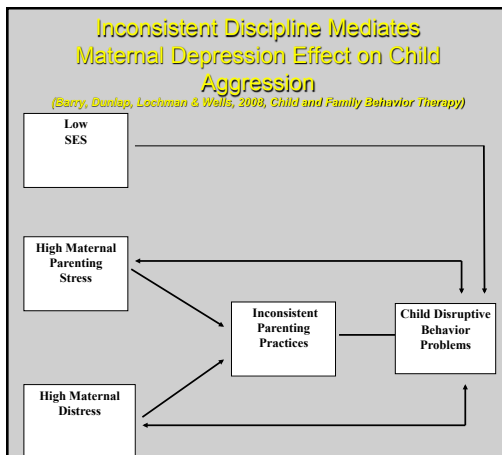 Inconsistent Discipline Mediates
Maternal Depression Effect on Child
Aggression
(Barry, Dunlap, Lochman & Wells, 2008, Child and Family Behavior Therapy)
Low
SES
High Maternal
Parenting
Stress
Inconsistent
Parenting
Practices
Child Disruptive
Behavior
Problems
High Maternal
Distress